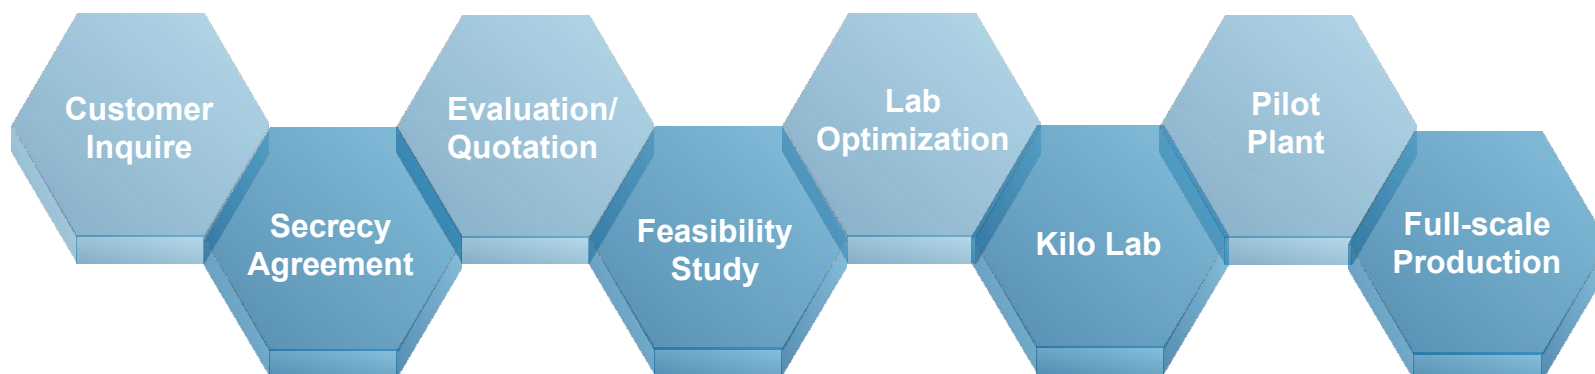 Customer
Inquire
Secrecy
Agreement
Evaluation/
Quotation
Feasibility
Study
Lab
Optimization
Kilo Lab
Pilot
Plant
Full-scale
Production